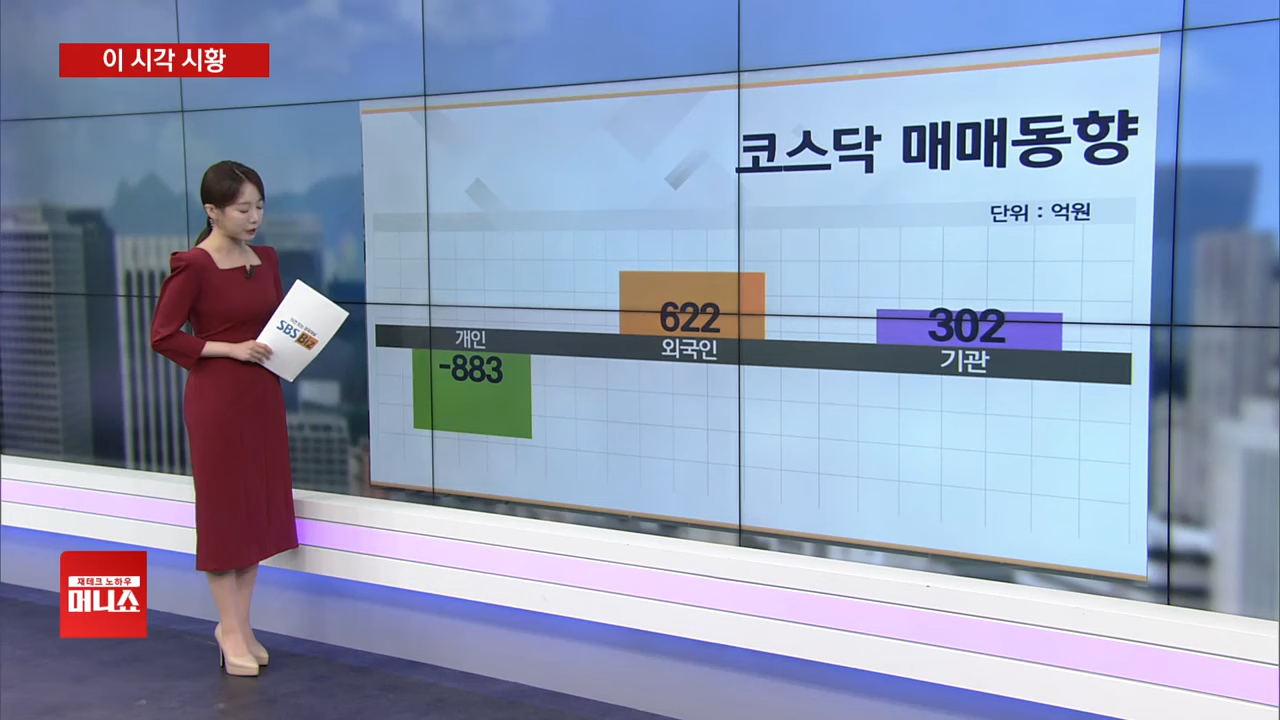 이 시각 시황
코스닥 매매동향
단위 : 억원
622
302
개인
외국인
기관
-883
SBS Biz
재테크 노하우
머니쇼